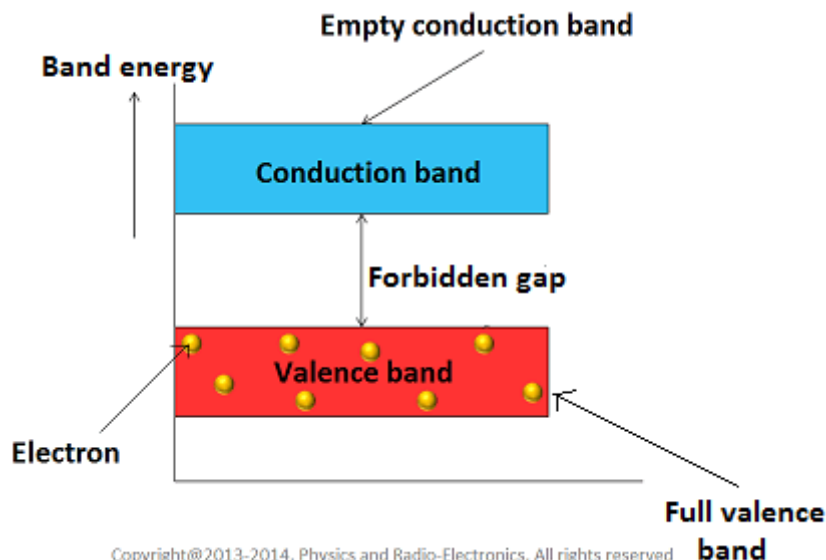 Empty conduction band
Band energy
Conduction band
Forbidden gap
Valence band
Electron
Full valence
band
Copyright@2013-2014, Physics and Radio-Electronics, All rights reserved